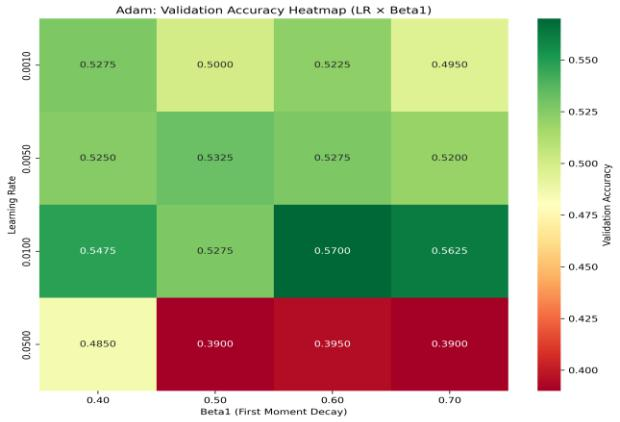 Adam: Validation Accuracy Heatmap (LR × Beta1)
0.0010 0.5275 0.5000 0.5225 0.4950
0.0050 0.5250 0.5325 0.5275 0.5200
0.0100 0.5475 0.5275 0.5700 0.5625
0.0500 0.4850 0.3900 0.3950 0.3900
Learning Rate
0.40 0.50 0.60 0.70
Beta1 (First Moment Decay)
0.550
0.525
0.500
0.475
0.450
0.425
0.400
Validation Accuracy